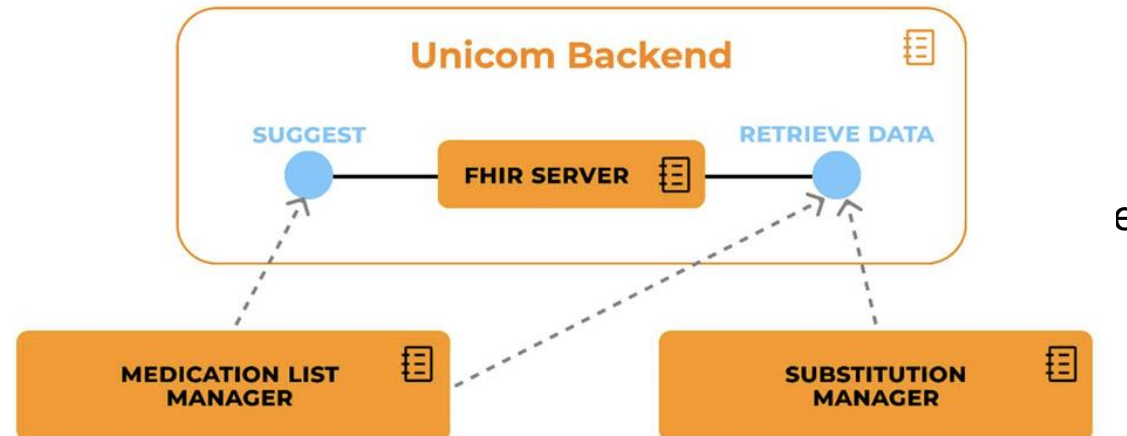 Unicom Backend
SUGGEST
RETRIEVE DATA
FHIR SERVER
e
MEDICATION LIST
MANAGER
SUBSTITUTION
MANAGER